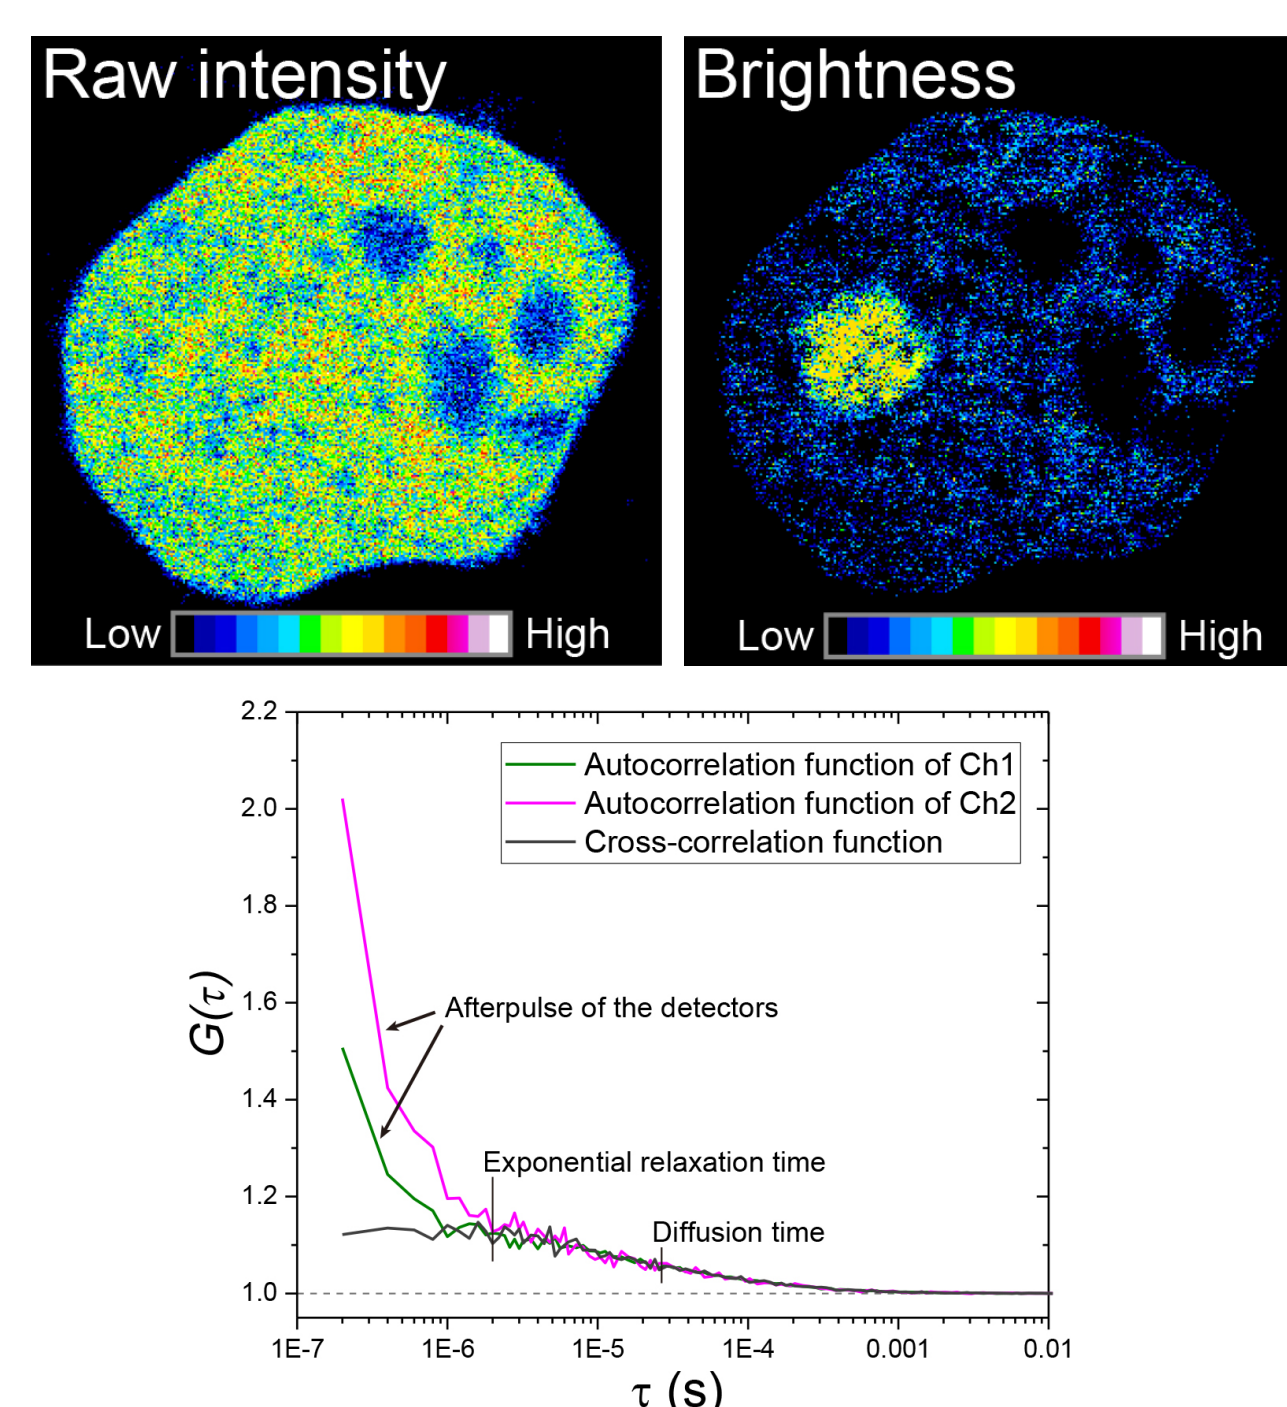 Raw intensity
Low
High
Brightness
Low
High
2.2
2.0
1.8
1.6
1.4
1.2
1.0
G(τ)
Autocorrelation function of Ch1
Autocorrelation function of Ch2
Cross-correlation function
Afterpulse of the detectors
Exponential relaxation time
Diffusion time
1E-7
1E-6
1E-5
1E-4
0.001
0.01
τ (s)